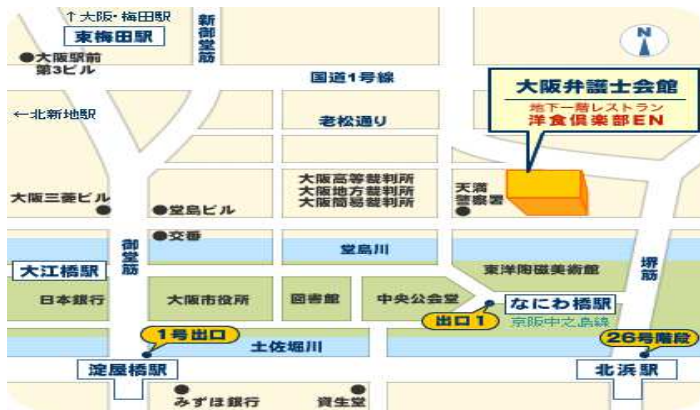 ↑大阪・梅田駅
東梅田駅
新御堂筋
N
大阪駅前
第3ビル
国道1号線
大阪弁護士会館
地下一階レストラン
洋食倶楽部EN
←北新地駅
老松通り
大阪高等裁判所
大阪地方裁判所
大阪簡易裁判所
天満
警察署
大阪三菱ビル
堂島ビル
交番
御堂筋
堂島川
堺筋
大江橋駅
東洋陶磁美術館
日本銀行
大阪市役所
図書館
中央公会堂
なにわ橋駅
出口1
京阪中之島線
1号出口
土佐堀川
26号階段
淀屋橋駅
北浜駅
みずほ銀行
資生堂